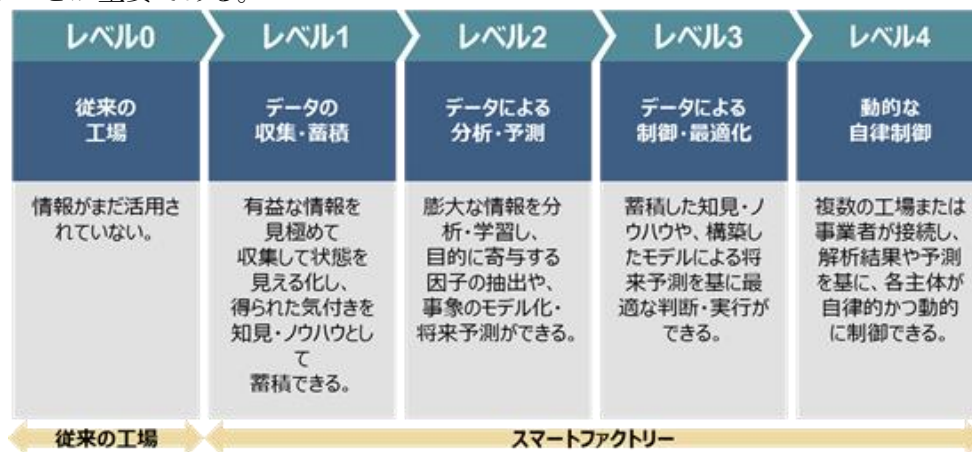 レベル0
レベル1
レベル2
レベル3
レベル4
従来の
工場
データの
収集・蓄積
データによる
分析・予測
データによる
制御・最適化
動的な
自律制御
情報がまだ活用さ
れていない。
有益な情報を
見極めて
収集して状態を
見える化し、
得られた気付きを
知見・ノウハウとし
て
蓄積できる。
膨大な情報を分
析・学習し、
目的に寄与する
因子の抽出や、
事象のモデル化・
将来予測ができる。
蓄積した知見・ノ
ウハウや、構築し
たモデルによる将
来予測を基に最
適な判断・実行が
できる。
複数の工場または
事業者が接続し、
解析結果や予測
を基に、各主体が
自律的かつ動的
に制御できる。
従来の工場
スマートファクトリー